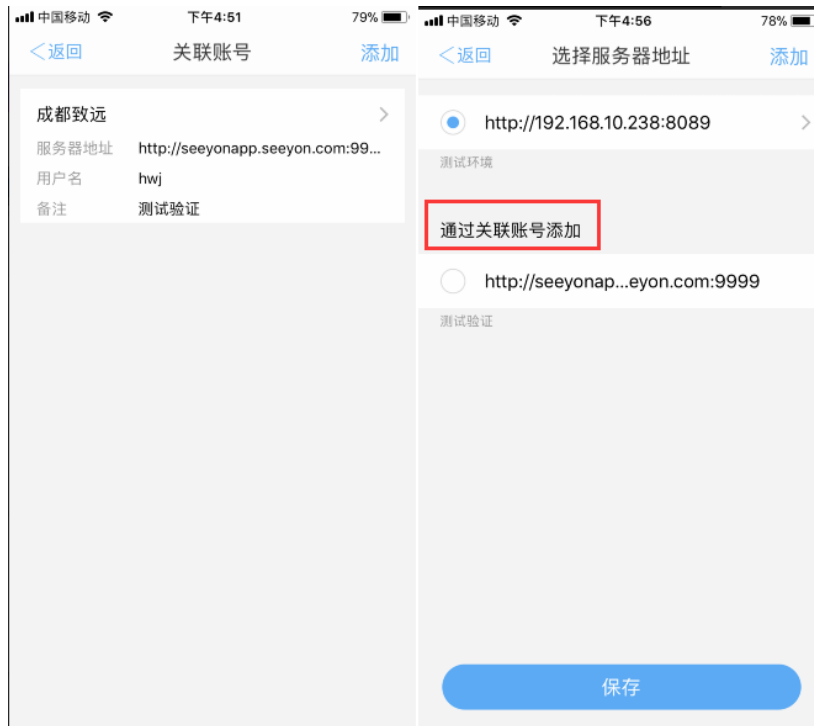 中国移动 下午4:51 79%
返回 关联账号 添加
成都致远
服务器地址 http://seeyonapp.seeyon.com:99...
用户名 hwj
备注 测试验证
中国移动 下午4:56 78%
返回 选择服务器地址 添加
http://192.168.10.238:8089
测试环境
通过关联账号添加
http://seeyonap...eyon.com:9999
测试验证
保存